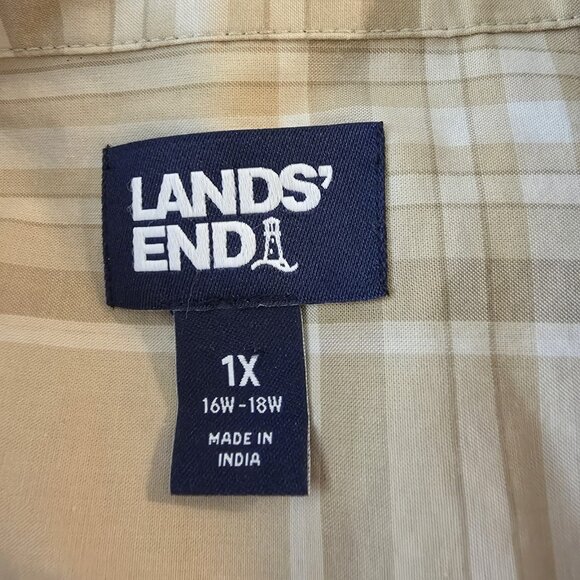 LANDS'
END
1X
16W-18W
MADE IN
INDIA